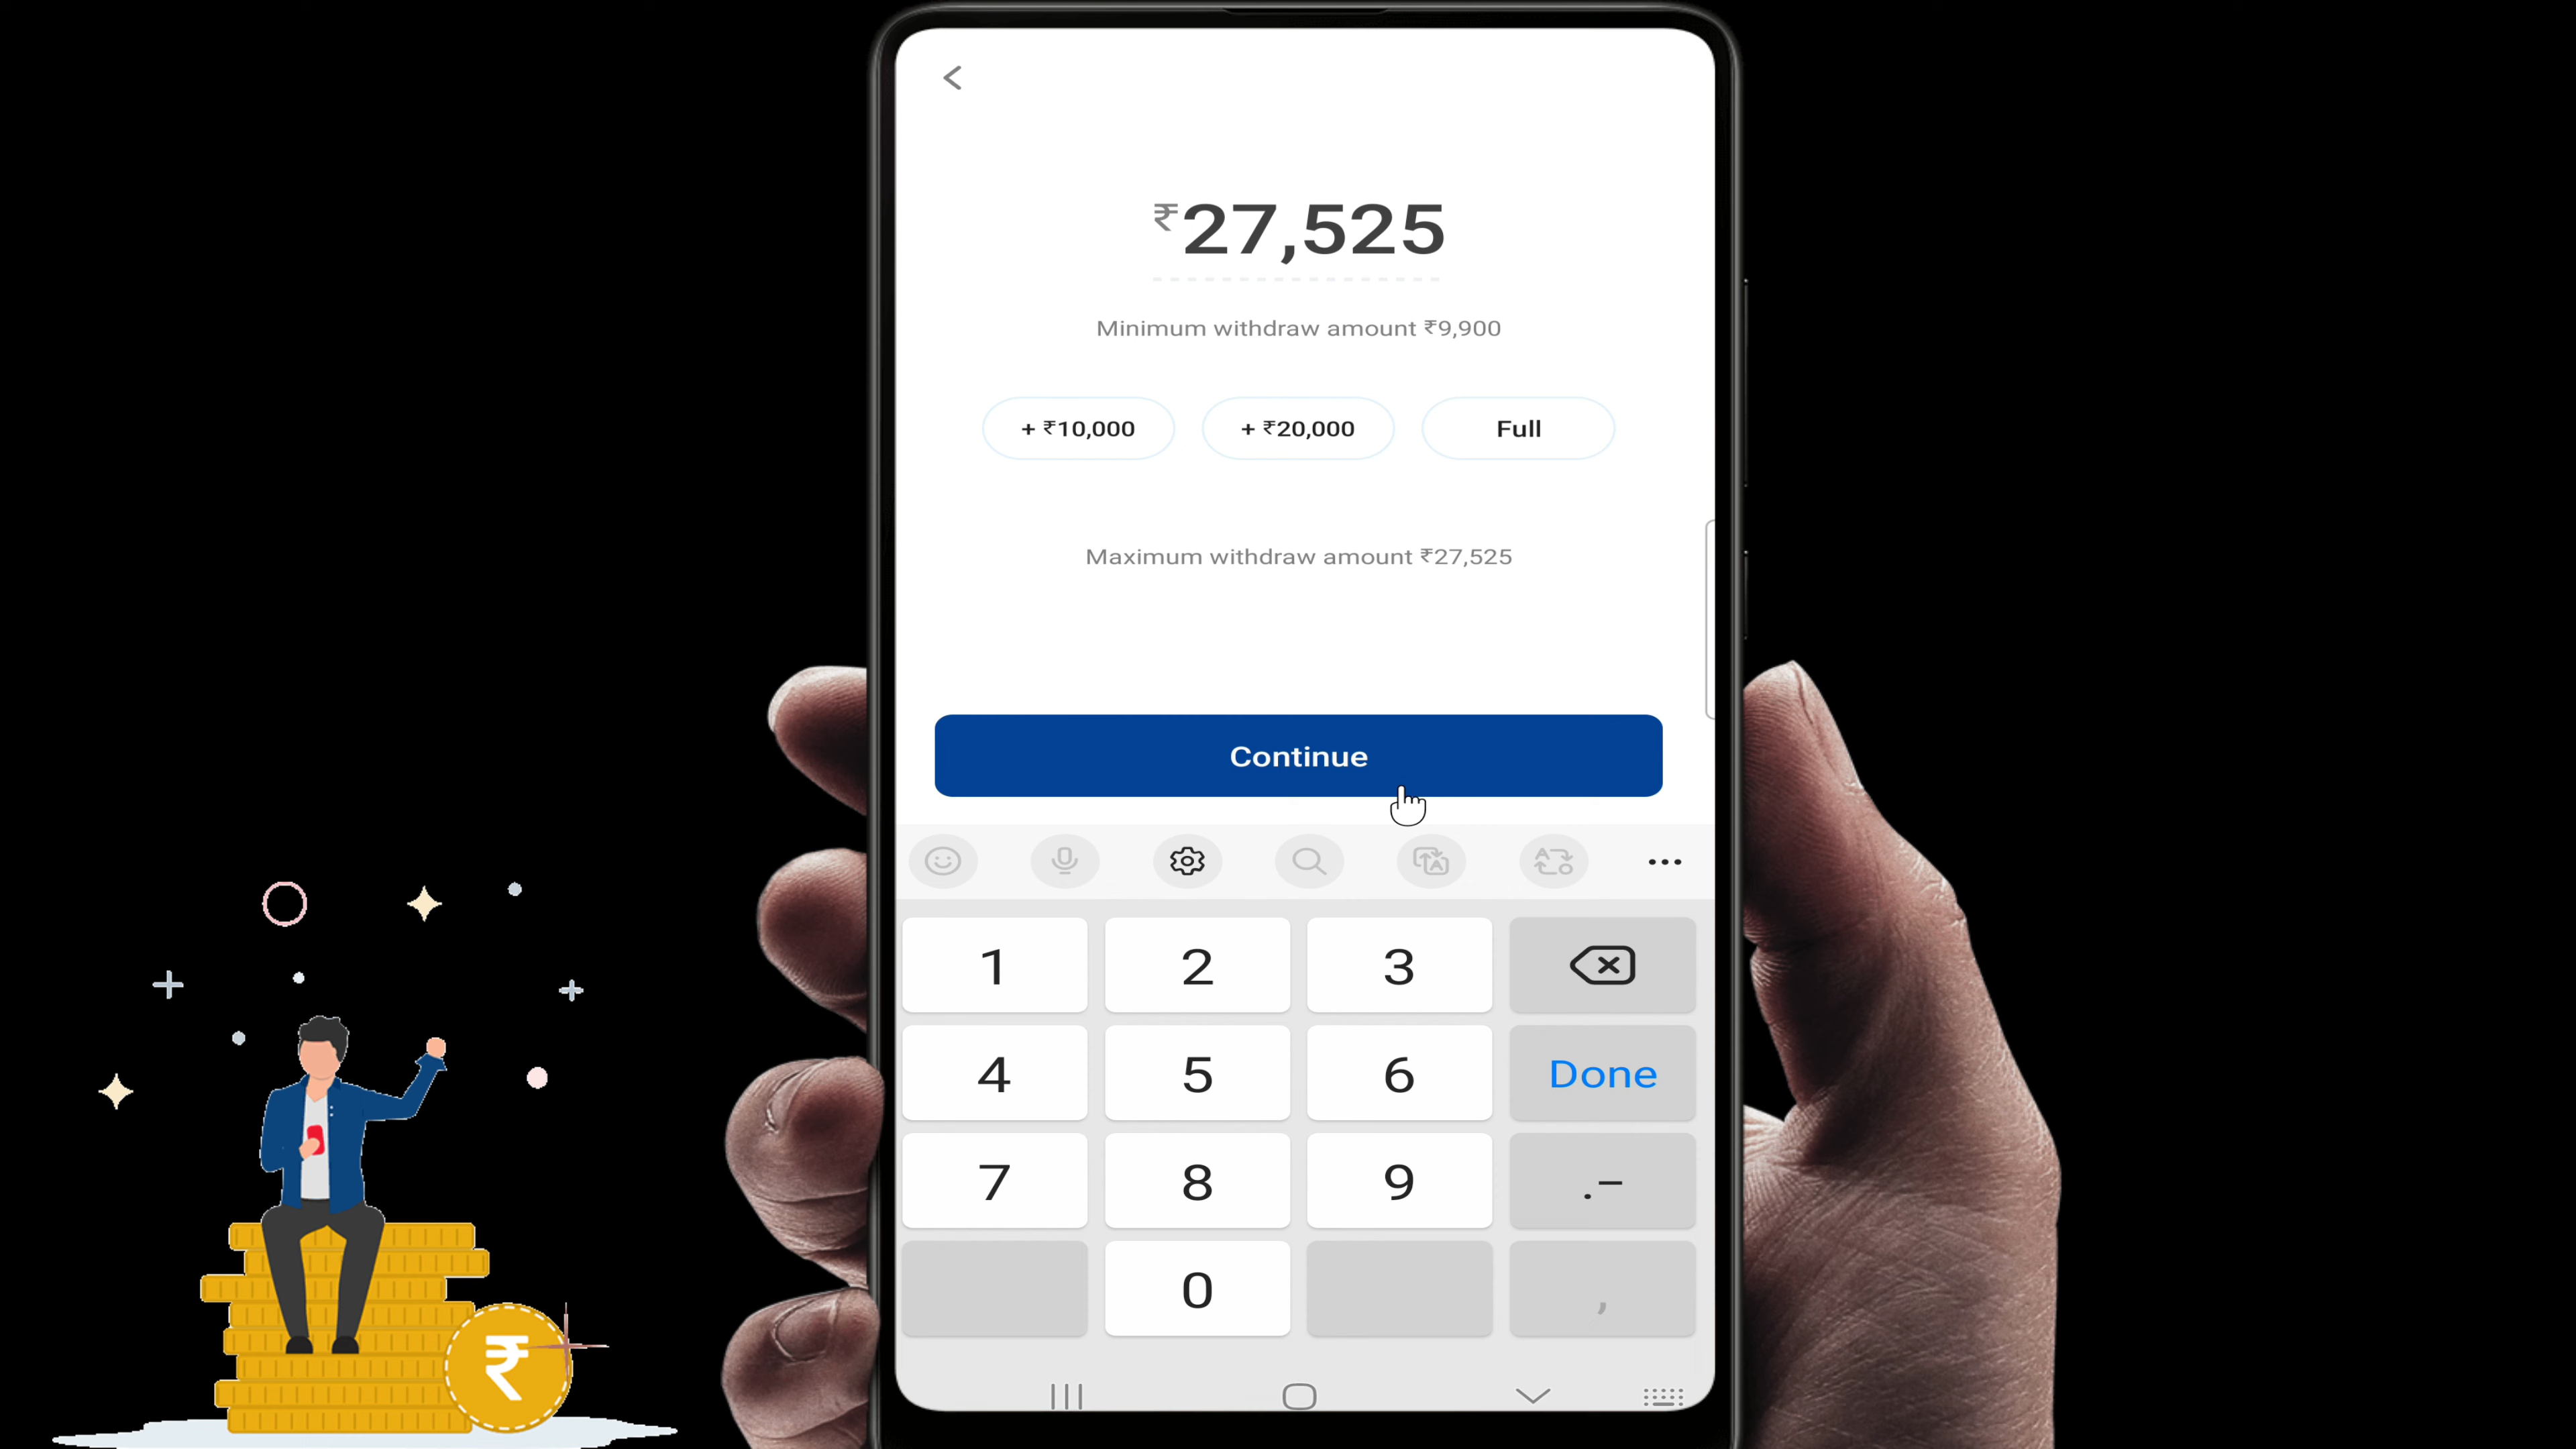 ₹27,525
Minimum withdraw amount ₹9,900
+ ₹10,000 + ₹20,000 Full
Maximum withdraw amount ₹27,525
Continue
1 2 3
4 5 6 Done
7 8 9 .-
0 ,
₹